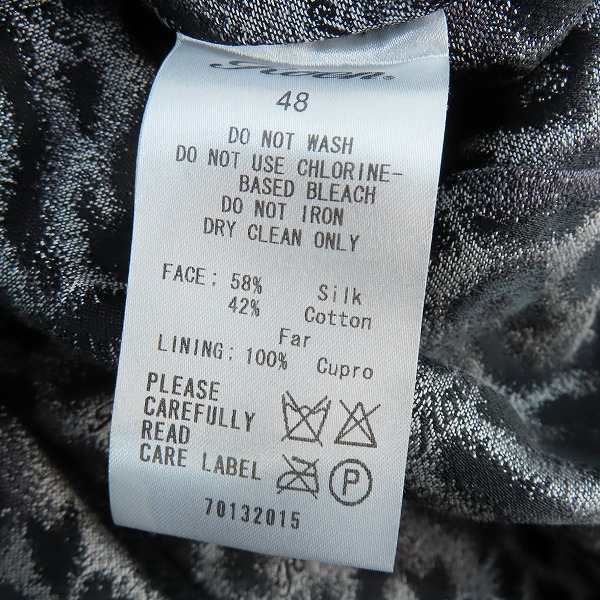 Roen®
48
DO NOT WASH
DO NOT USE CHLORINE-
BASED BLEACH
DO NOT IRON
DRY CLEAN ONLY
FACE; 58% Silk
42% Cotton
Far
LINING; 100% Cupro
PLEASE
CAREFULLY
READ
CARE LABEL
P
70132015